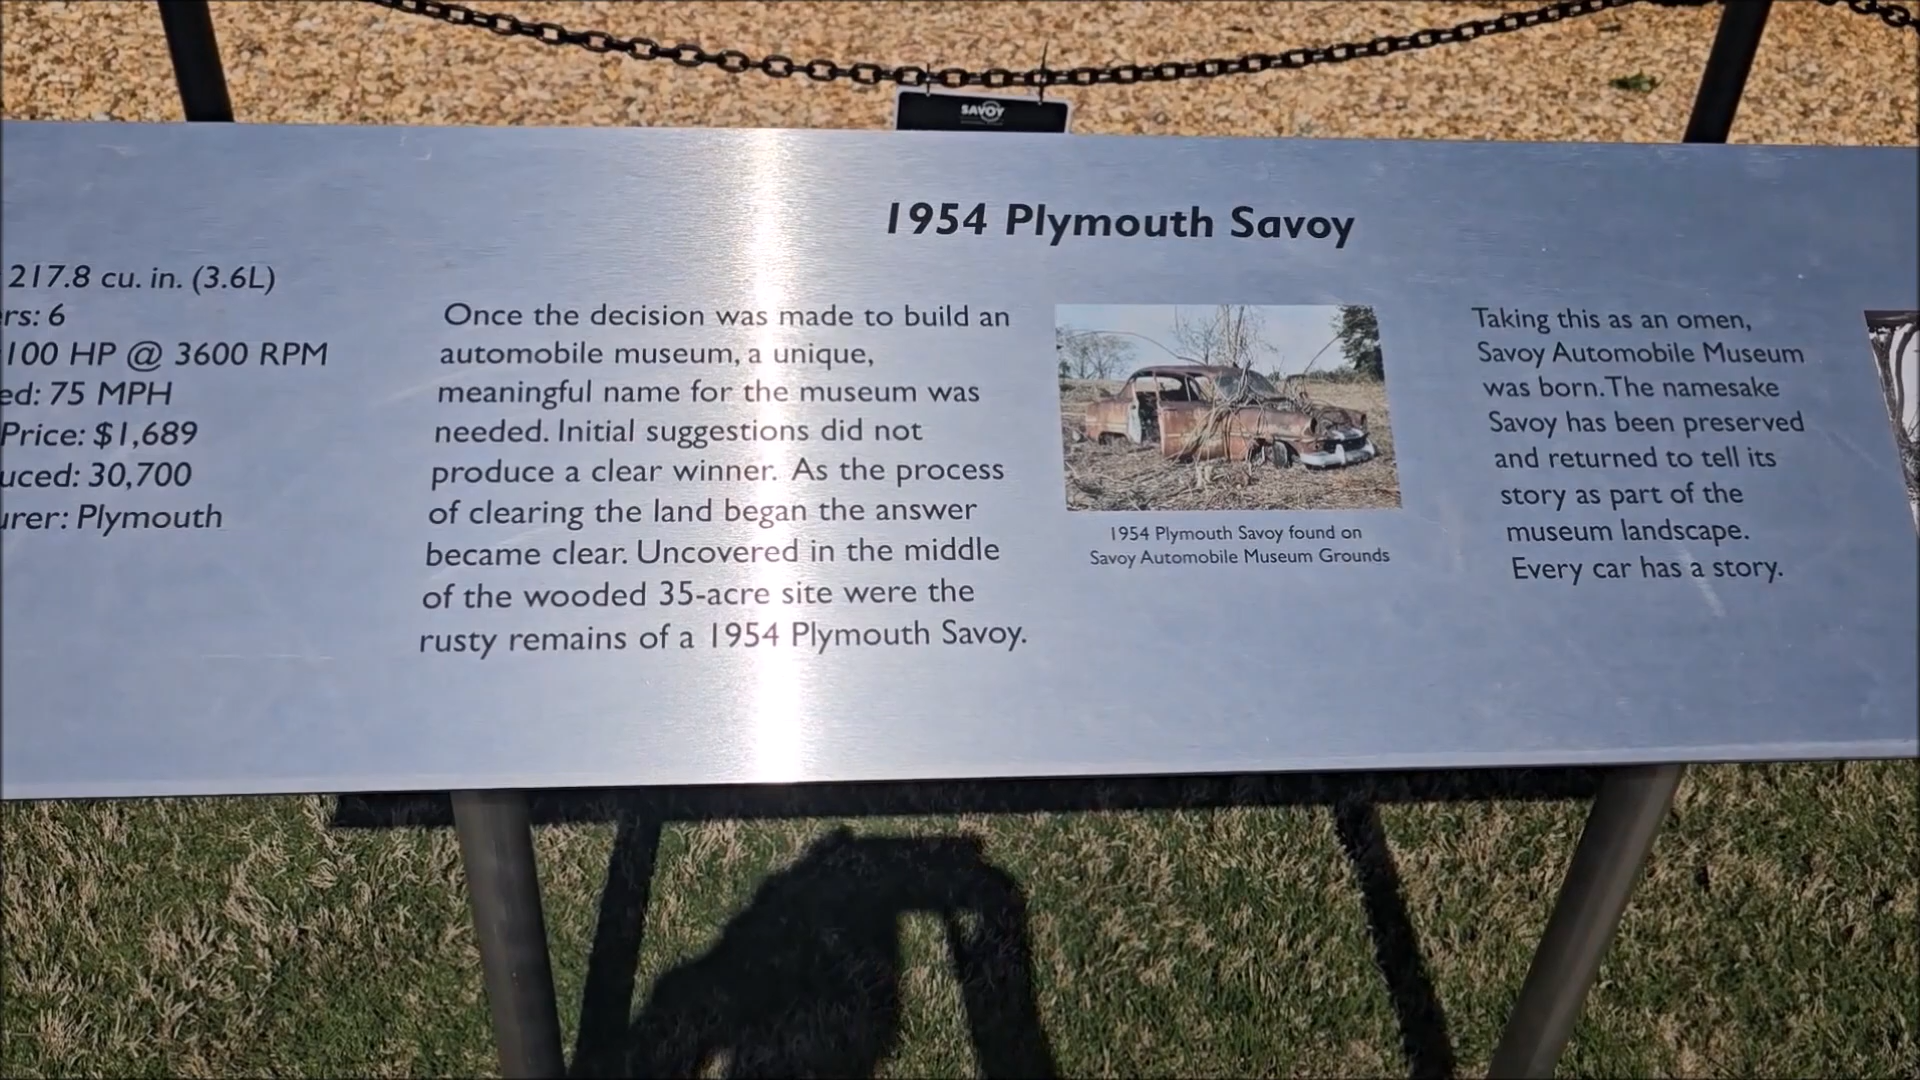 SAVOY
1954 Plymouth Savoy
217.8 cu. in. (3.6L)
rs: 6
100 HP @ 3600 RPM
ed: 75 MPH
Price: $1,689
uced: 30,700
urer: Plymouth
Once the decision was made to build an
automobile museum, a unique,
meaningful name for the museum was
needed. Initial suggestions did not
produce a clear winner. As the process
of clearing the land began the answer
became clear. Uncovered in the middle
of the wooded 35-acre site were the
rusty remains of a 1954 Plymouth Savoy.
1954 Plymouth Savoy found on
Savoy Automobile Museum Grounds
Taking this as an omen,
Savoy Automobile Museum
was born. The namesake
Savoy has been preserved
and returned to tell its
story as part of the
museum landscape.
Every car has a story.